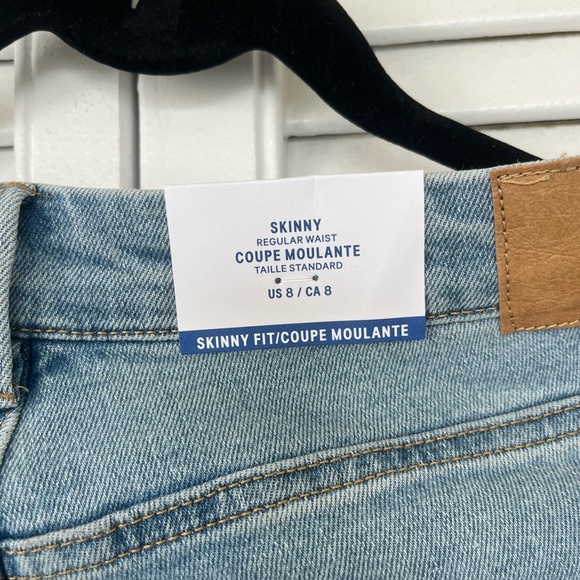 SKINNY
REGULAR WAIST
COUPE MOULANTE
TAILLE STANDARD
US 8 / CA 8
SKINNY FIT/COUPE MOULANTE